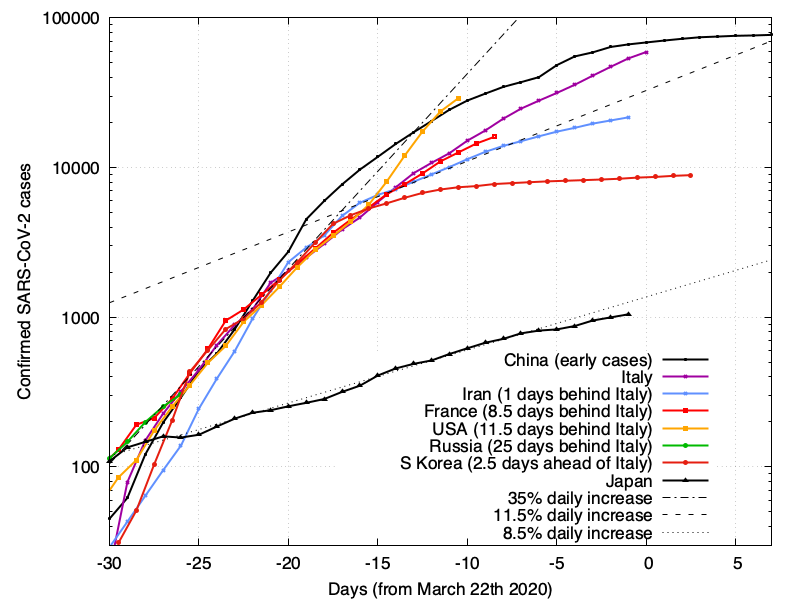 100000
10000
1000
100
Confirmed SARS-CoV-2 cases
China (early cases)
Italy
Iran (1 days behind Italy)
France (8.5 days behind Italy)
USA (11.5 days behind Italy)
Russia (25 days behind Italy)
S Korea (2.5 days ahead of Italy)
Japan
35% daily increase
11.5% daily increase
8.5% daily increase
-30 -25 -20 -15 -10 -5 0 5
Days (from March 22th 2020)